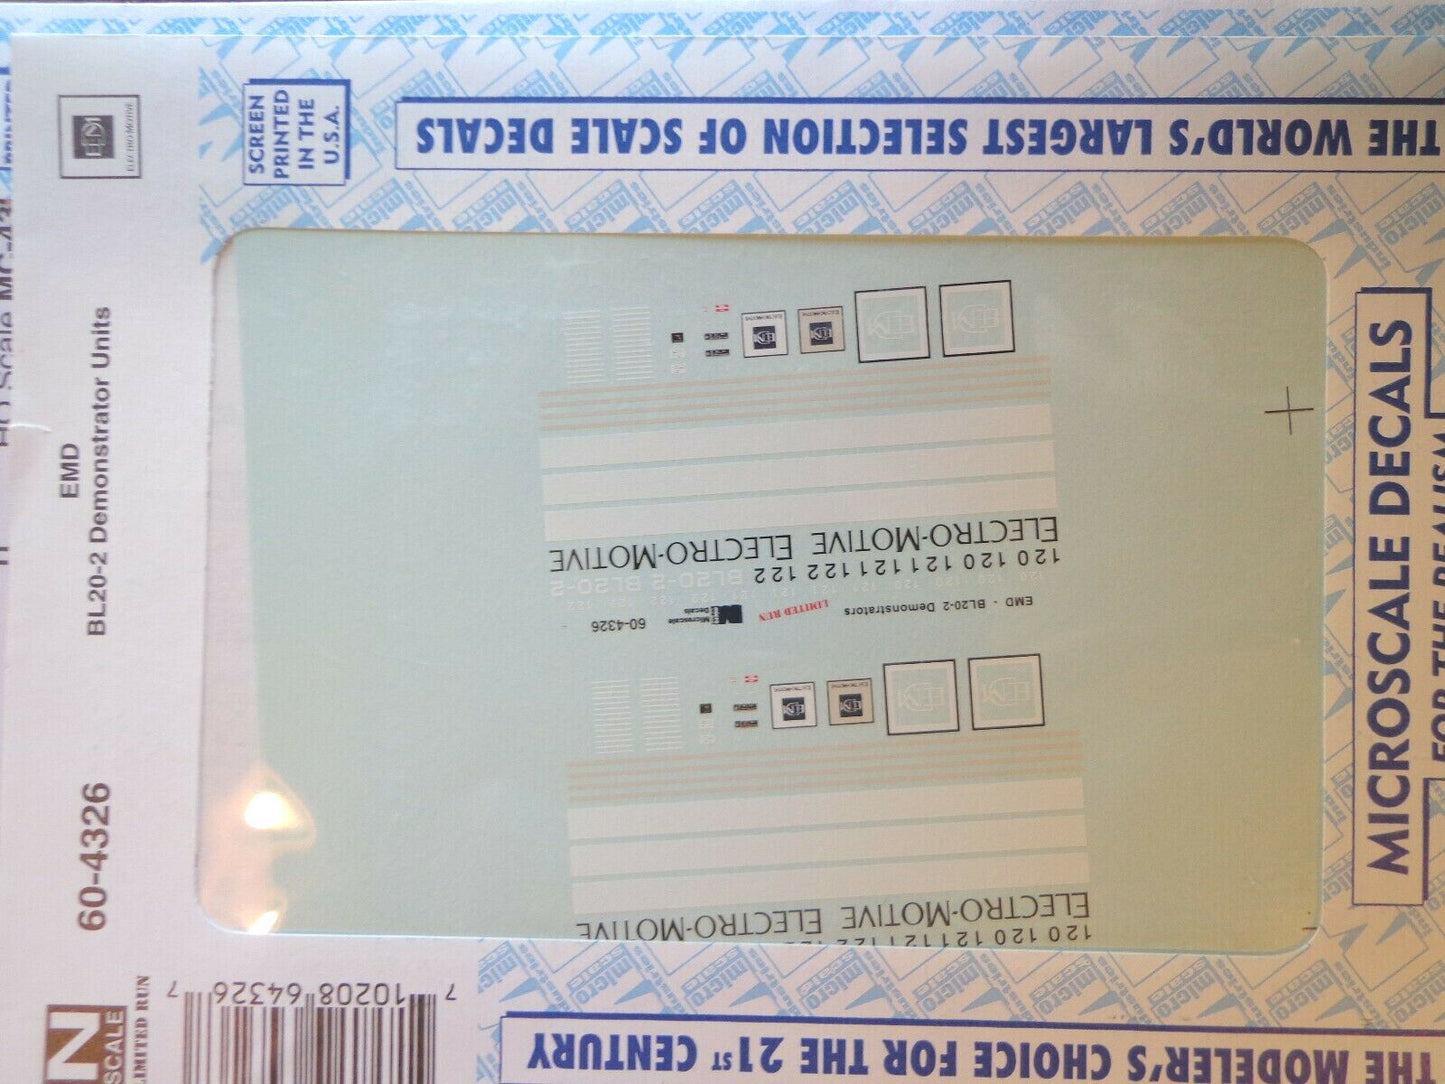 SCREEN
PRINTED
IN THE
U.S.A.
THE WORLD'S LARGEST SELECTION OF SCALE DECALS
ELECTRO-MOTIVE
EMD
BL20-2 Demonstrator Units
60-4326
N
SCALE
LIMITED RUN
7 10208 64326 7
MICROSCALE DECALS
FOR THE REALISM
THE MODELER'S CHOICE FOR THE 21ST CENTURY
ELECTRO-MOTIVE ELECTRO-MOTIVE
120 120 121 121 122 122
BL20-2 BL20-2
EMD - BL20-2 Demonstrators LIMITED RUN Microscale Decals 60-4326
ELECTRO-MOTIVE ELECTRO-MOTIVE
120 120 121 121 122